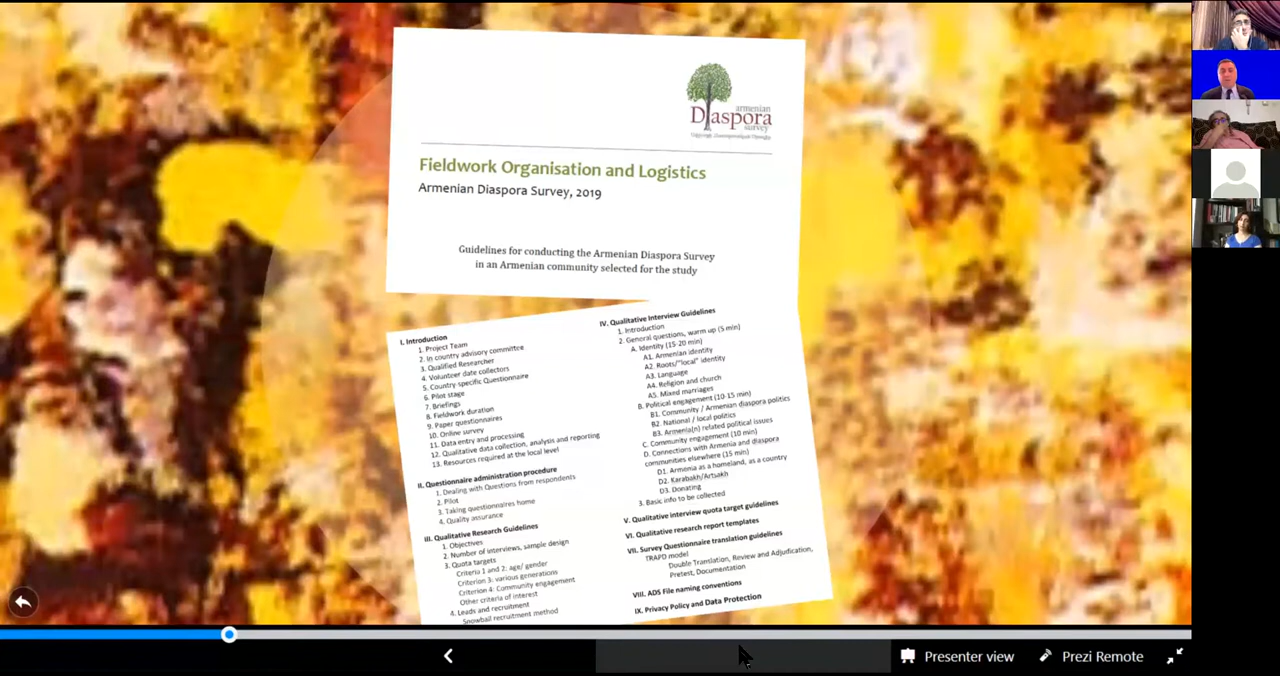 armenian
Diaspora
survey
Fieldwork Organisation and Logistics
Armenian Diaspora Survey, 2019
Guidelines for conducting the Armenian Diaspora Survey
in an Armenian community selected for the study
I. Introduction
1. Project Team
2. In country advisory committee
3. Qualified Researcher
4. Volunteer date collectors
5. Country-specific Questionnaire
6. Pilot stage
7. Briefings
8. Fieldwork duration
9. Paper questionnaires
10. Online survey
11. Data entry and processing
12. Qualitative data collection, analysis and reporting
13. Resources required at the local level
II. Questionnaire administration procedure
1. Dealing with Questions from respondents
2. Pilot
3. Taking questionnaires home
4. Quality assurance
III. Qualitative Research Guidelines
1. Objectives
2. Number of interviews, sample design
3. Quota targets
Criteria 1 and 2: age/ gender
Criterion 3: various generations
Criterion 4: Community engagement
Other criteria of interest
4. Leads and recruitment
Snowball recruitment method
IV. Qualitative Interview Guidelines
1. Introduction
2. General questions, warm up (5 min)
A. Identity (15-20 min)
A1. Armenian identity
A2. Roots/"local" identity
A3. Language
A4. Religion and church
A5. Mixed marriages
B. Political engagement (10-15 min)
B1. Community / Armenian diaspora politics
B2. National / local politics
B3. Armenia(n) related political issues
C. Community engagement (10 min)
D. Connections with Armenia and diaspora
communities elsewhere (15 min)
D1. Armenia as a homeland, as a country
D2. Karabakh/Artsakh
D3. Donating
3. Basic info to be collected
V. Qualitative interview quota target guidelines
VI. Qualitative research report templates
VII. Survey Questionnaire translation guidelines
TRAPD model
Double Translation, Review and Adjudication,
Pretest, Documentation
VIII. ADS File naming conventions
IX. Privacy Policy and Data Protection
Presenter view
Prezi Remote